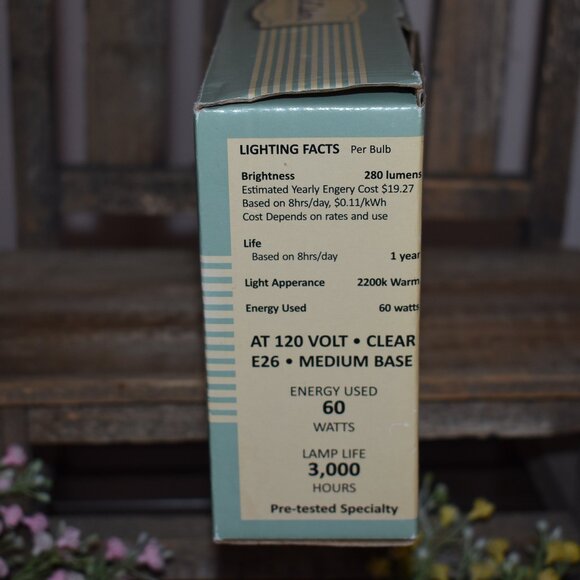 LIGHTING FACTS Per Bulb
Brightness 280 lumens
Estimated Yearly Engery Cost $19.27
Based on 8hrs/day, $0.11/kWh
Cost Depends on rates and use
Life
Based on 8hrs/day 1 year
Light Apperance 2200k Warm
Energy Used 60 watts
AT 120 VOLT • CLEAR
E26 • MEDIUM BASE
ENERGY USED
60
WATTS
LAMP LIFE
3,000
HOURS
Pre-tested Specialty